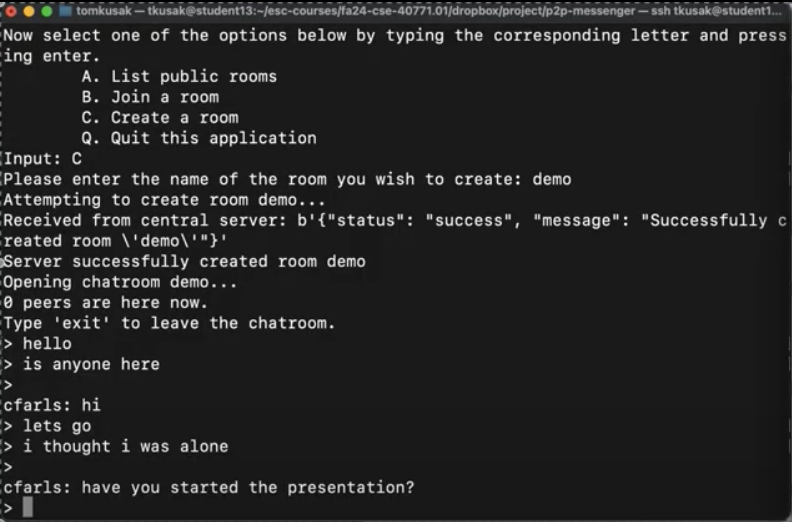 tomkusak — tkusak@student13:~/esc-courses/fa24-cse-40771.01/dropbox/project/p2p-messenger — ssh tkusak@student1...
Now select one of the options below by typing the corresponding letter and press
ing enter.
A. List public rooms
B. Join a room
C. Create a room
Q. Quit this application
Input: C
Please enter the name of the room you wish to create: demo
Attempting to create room demo...
Received from central server: b'{"status": "success", "message": "Successfully c
reated room \'demo\'"}'
Server successfully created room demo
Opening chatroom demo...
0 peers are here now.
Type 'exit' to leave the chatroom.
> hello
> is anyone here
>
cfarls: hi
> lets go
> i thought i was alone
>
cfarls: have you started the presentation?
>